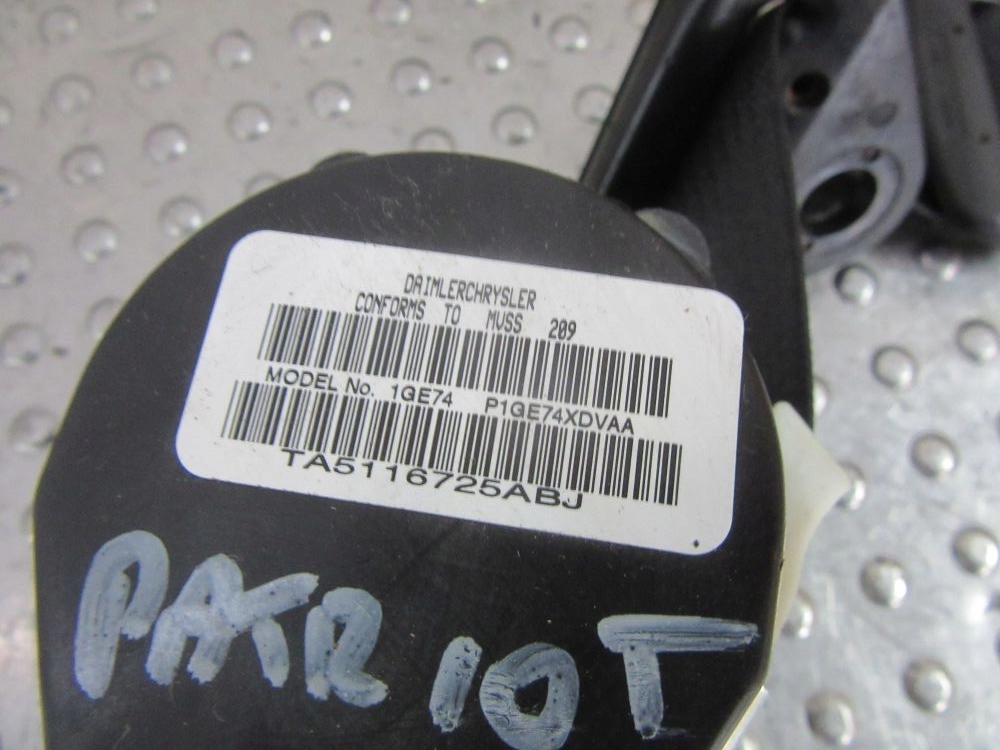 DAIMLERCHRYSLER
CONFORMS TO MVSS 209
MODEL No. 1GE74 P1GE74XDVAA
TA5116725ABJ
PATRIOT